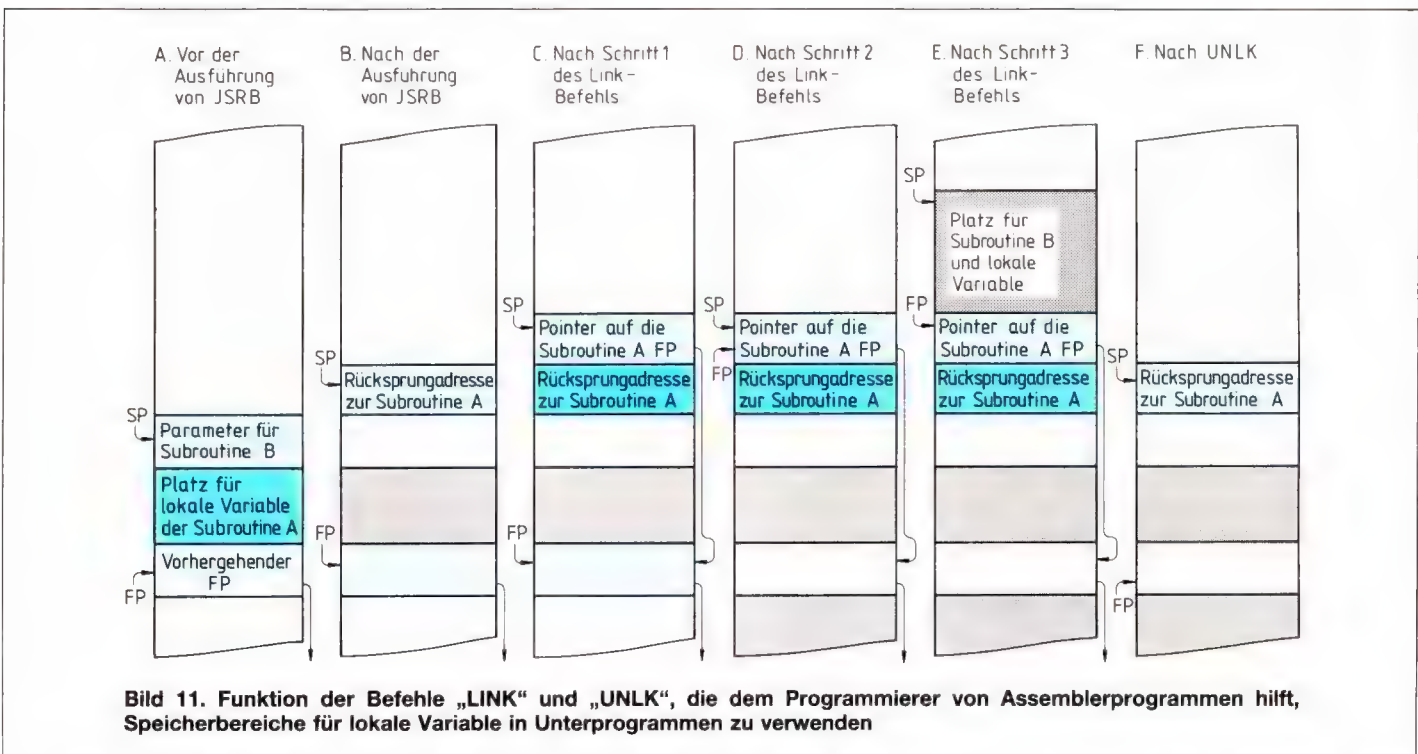 A. Vor der
Ausführung
von JSRB
B. Nach der
Ausführung
von JSRB
C. Nach Schritt 1
des Link-
Befehls
D. Nach Schritt 2
des Link-
Befehls
E. Nach Schritt 3
des Link-
Befehls
F. Nach UNLK
SP
Parameter für
Subroutine B
Platz für
lokale Variable
der Subroutine A
Vorhergehender
FP
FP
SP
Rücksprungadresse
zur Subroutine A
FP
SP
Pointer auf die
Subroutine A FP
Rücksprungadresse
zur Subroutine A
FP
SP
Pointer auf die
Subroutine A FP
FP
Rücksprungadresse
zur Subroutine A
SP
Platz für
Subroutine B
und lokale
Variable
FP
Pointer auf die
Subroutine A FP
Rücksprungadresse
zur Subroutine A
SP
Rücksprungadresse
zur Subroutine A
FP
Bild 11. Funktion der Befehle „LINK“ und „UNLK“, die dem Programmierer von Assemblerprogrammen hilft,
Speicherbereiche für lokale Variable in Unterprogrammen zu verwenden